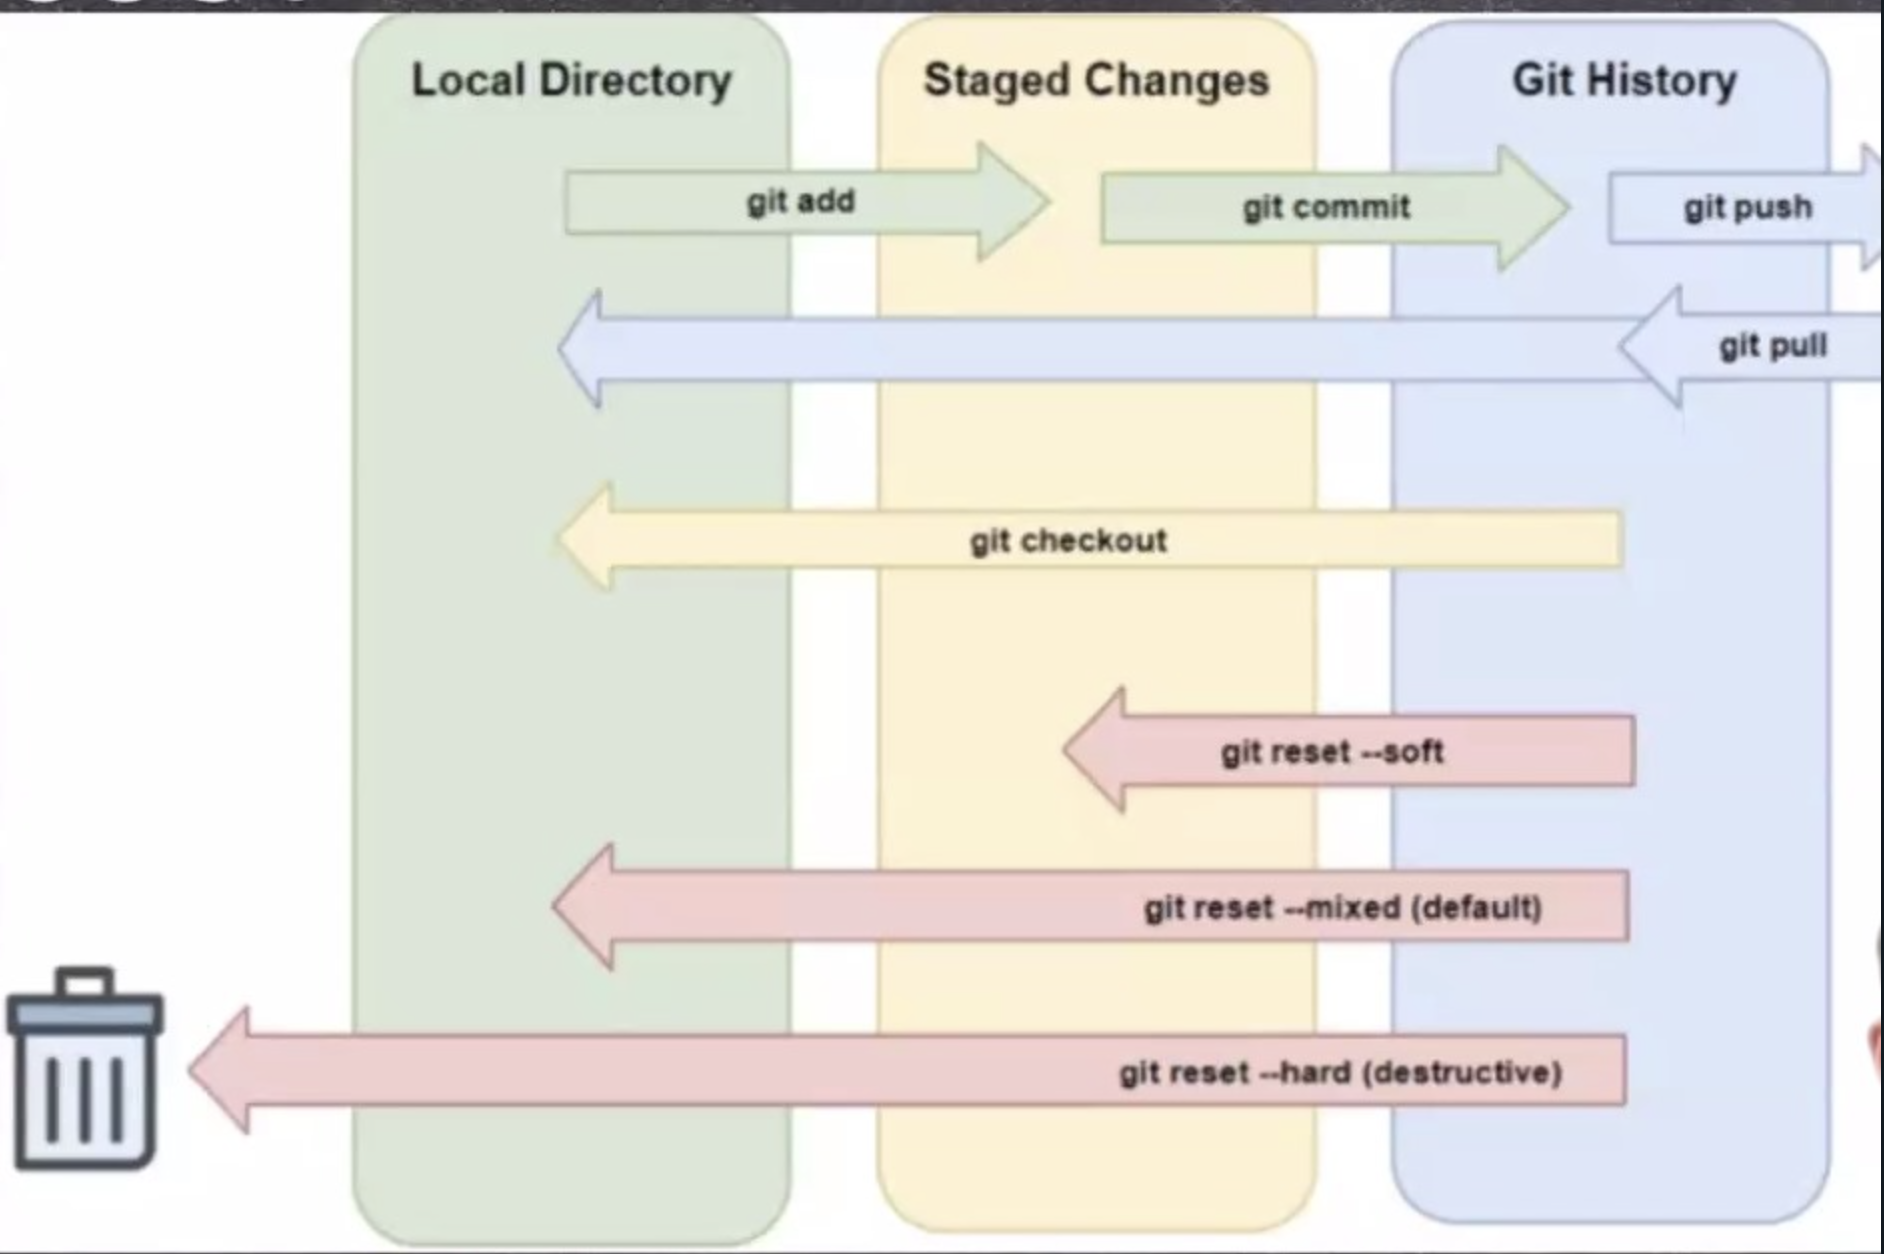 Local Directory
Staged Changes
Git History
git add
git commit
git push
git pull
git checkout
git reset --soft
git reset --mixed (default)
git reset --hard (destructive)